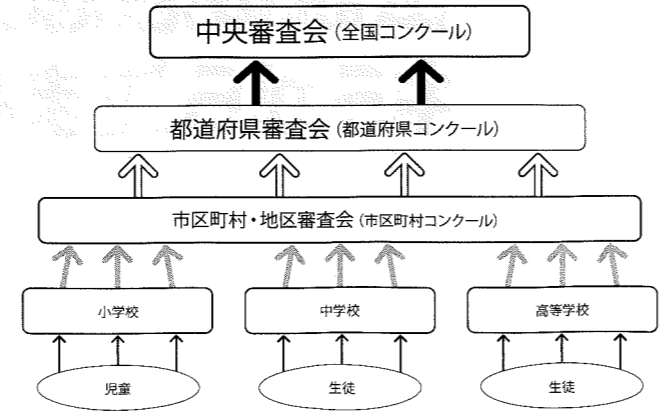 中央審査会（全国コンクール）
都道府県審査会（都道府県コンクール）
市区町村・地区審査会（市区町村コンクール）
小学校 中学校 高等学校
児童 生徒 生徒